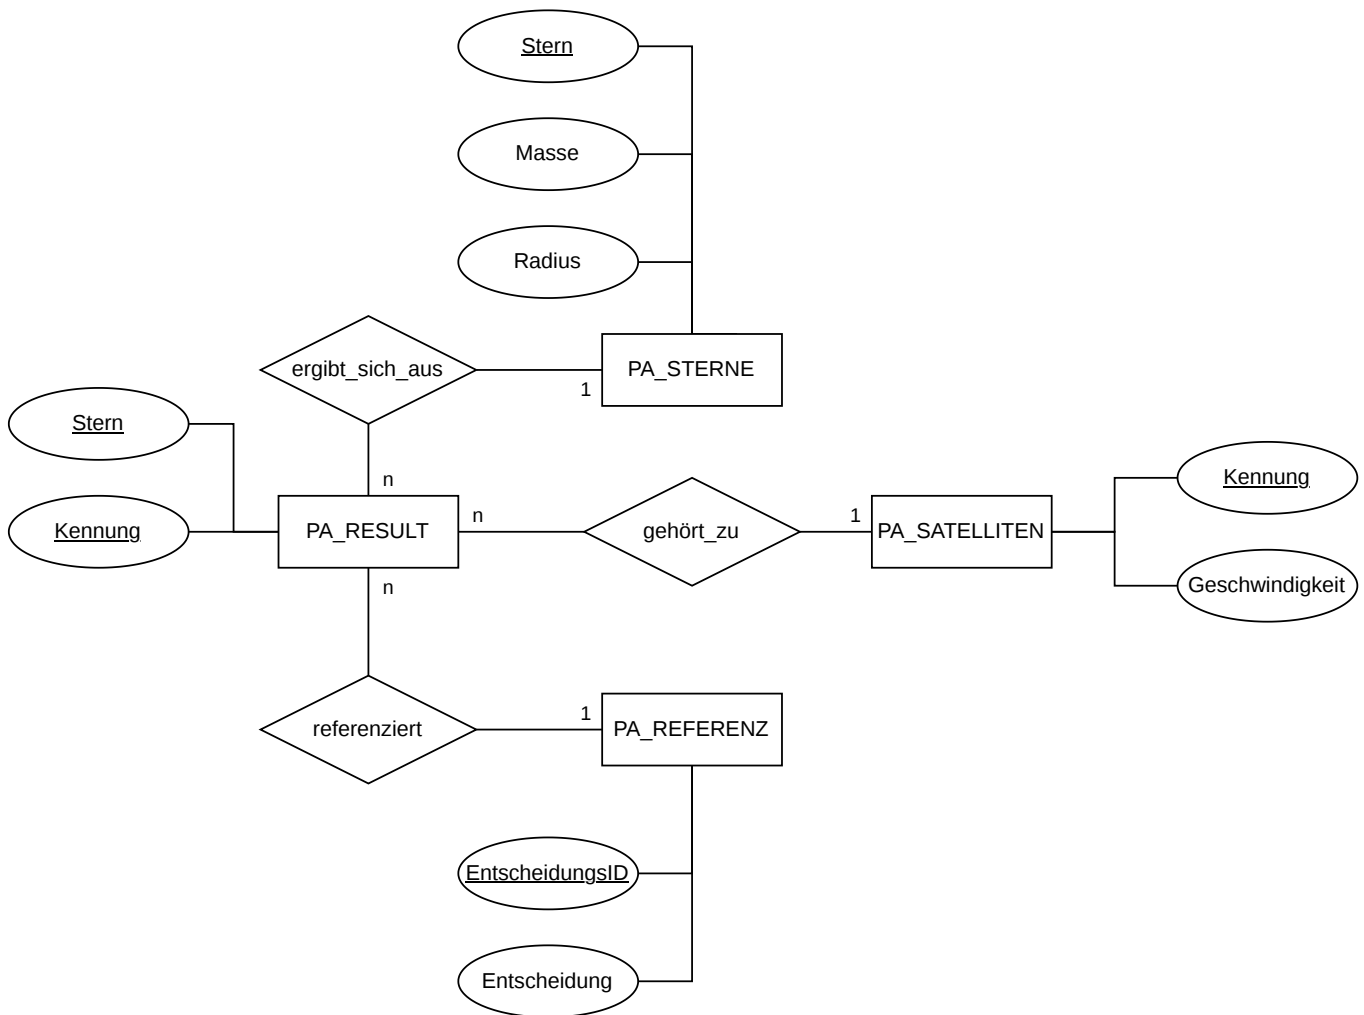 Stern
Masse
Radius
ergibt_sich_aus
1
PA_STERNE
Stern
n
Kennung
PA_RESULT
n
gehört_zu
1
PA_SATELLITEN
Kennung
Geschwindigkeit
n
referenziert
1
PA_REFERENZ
EntscheidungsID
Entscheidung